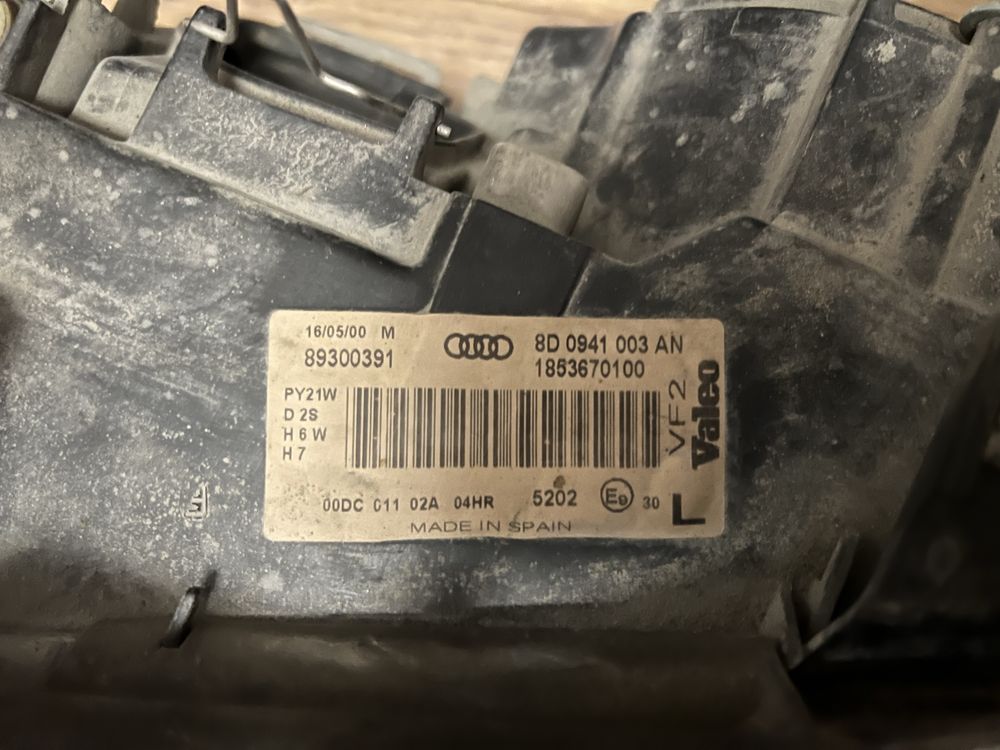 16/05/00 M
89300391
8D 0941 003 AN
1853670100
PY21W
D 2S
H 6 W
H 7
VF2
Valeo
00DC 011 02A 04HR 5202 E9 30 L
MADE IN SPAIN